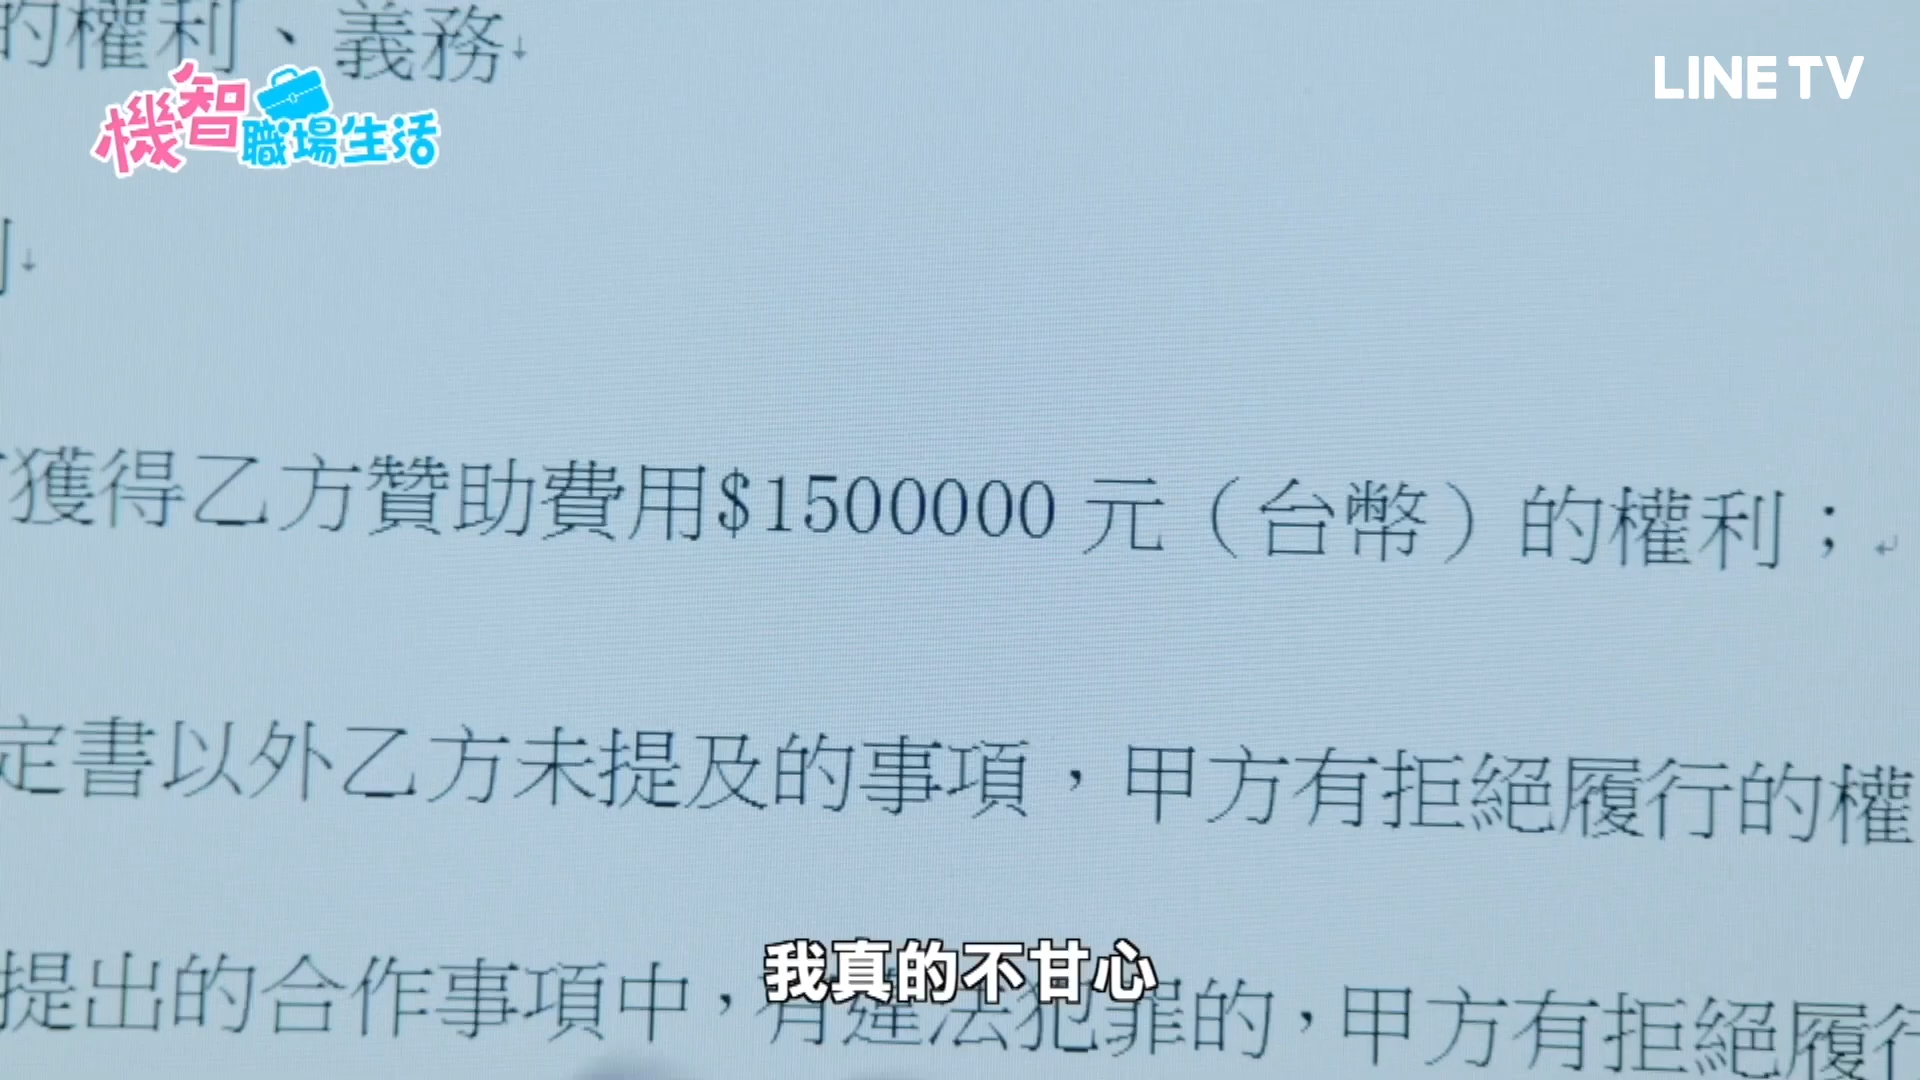 的權利、義務
機智職場生活
LINE TV
獲得乙方贊助費用$1500000 元（台幣）的權利；
定書以外乙方未提及的事項，甲方有拒絕履行的權
提出的合作事項中，有違法犯罪的，甲方有拒絕履行
我真的不甘心